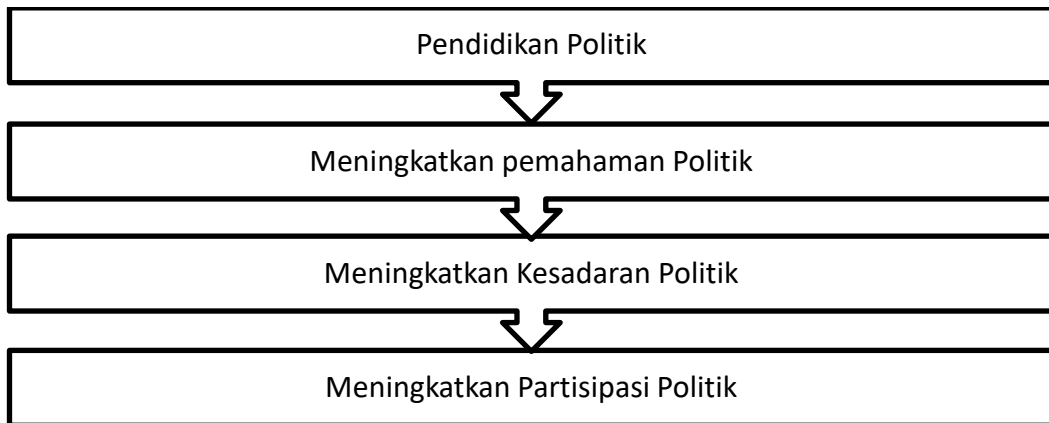 Pendidikan Politik
Meningkatkan pemahaman Politik
Meningkatkan Kesadaran Politik
Meningkatkan Partisipasi Politik